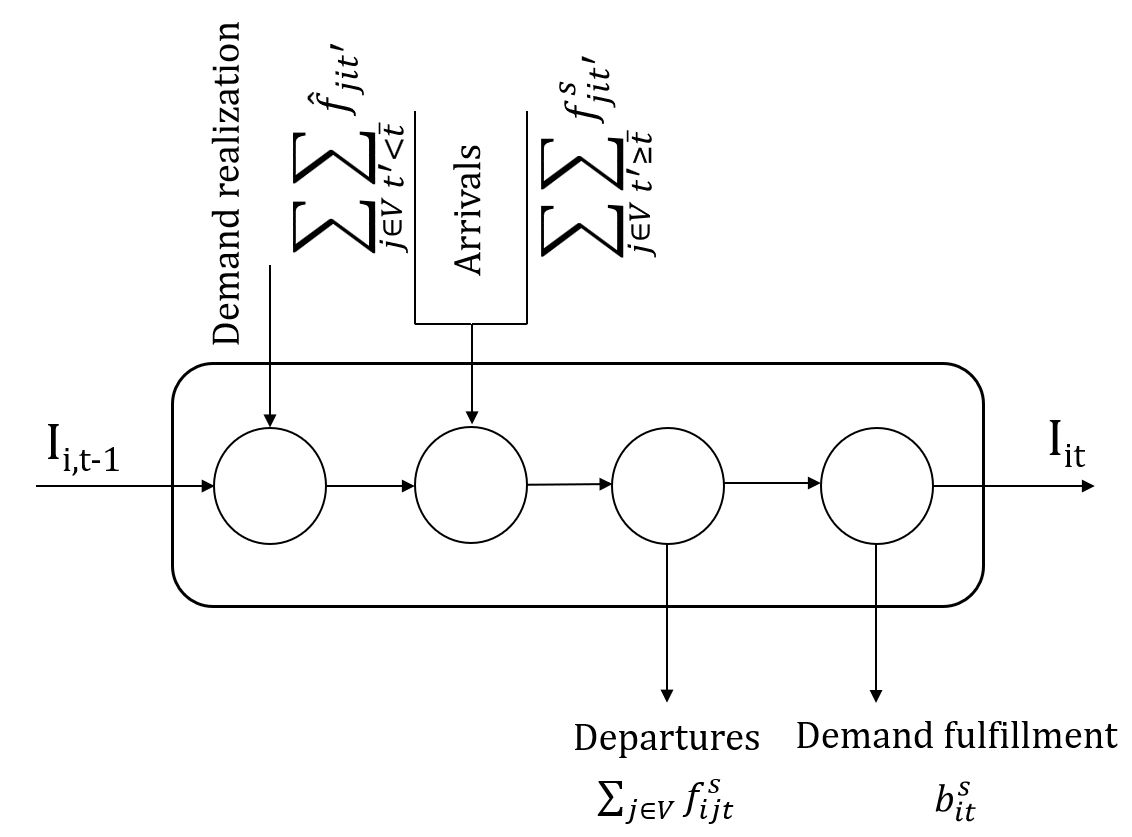 Demand realization
∑_{j∈V} ∑_{t′<t̄} f̂_{jit′}
Arrivals
∑_{j∈V} ∑_{t′≥t̄} f^s_{jit′}
I_{i,t-1}
I_{it}
Departures
∑_{j∈V} f^s_{ijt}
Demand fulfillment
b^s_{it}